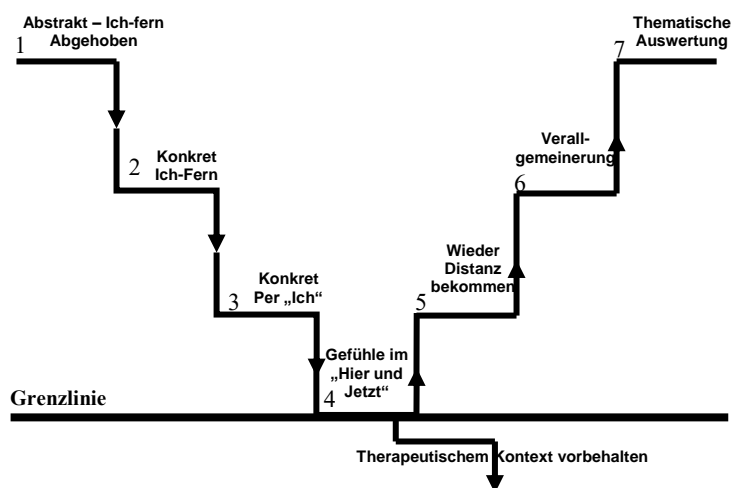 Abstrakt – Ich-fern
Abgehoben
1
2
Konkret
Ich-Fern
3
Konkret
Per „Ich“
4
Gefühle im
„Hier und
Jetzt“
5
Wieder
Distanz
bekommen
6
Verall-
gemeinerung
7
Thematische
Auswertung
Grenzlinie
Therapeutischem Kontext vorbehalten